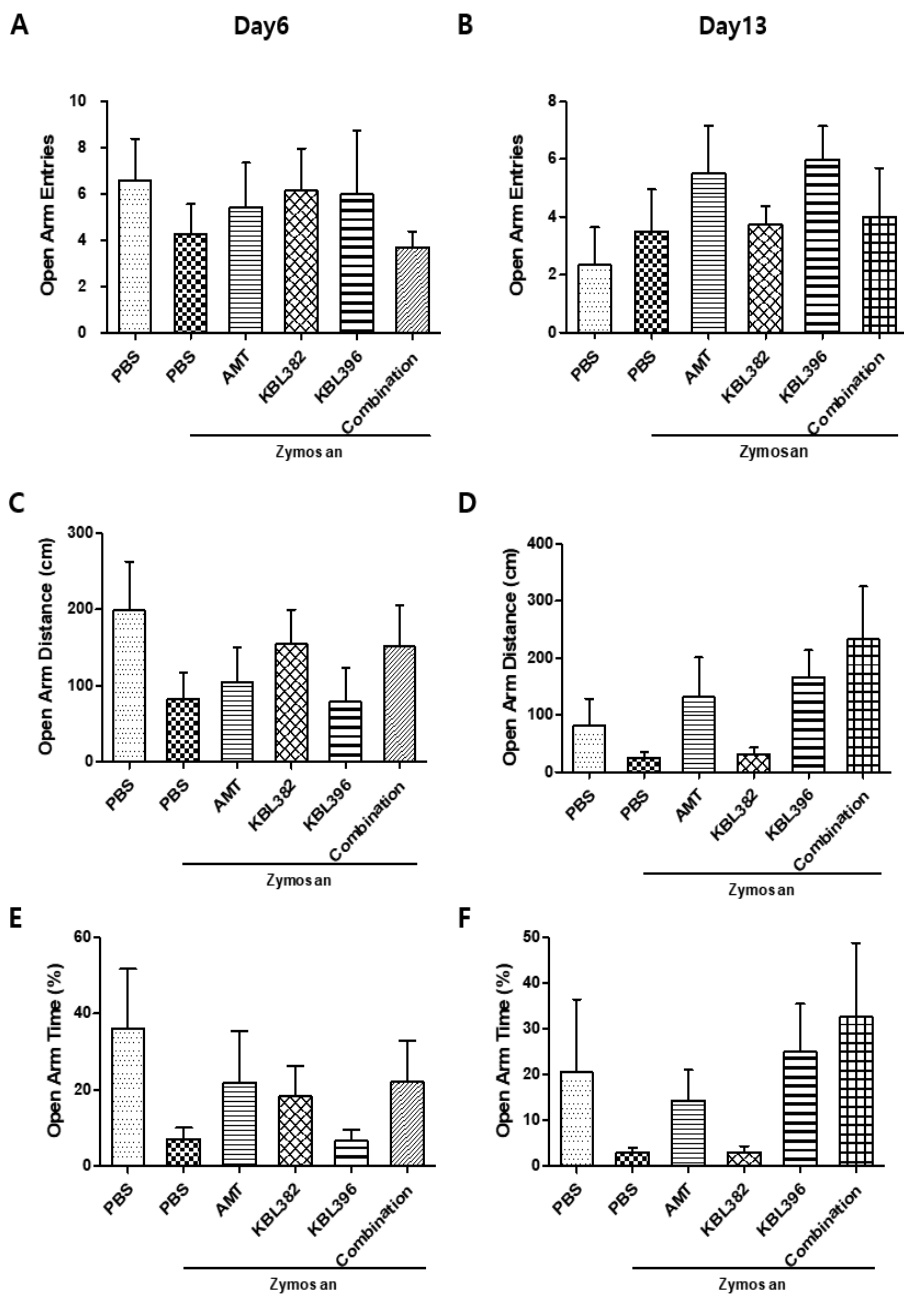 A Day6 B Day13
Open Arm Entries
10
8
6
4
2
0
PBS PBS AMT KBL382 KBL396 Combination
Zymosan
Open Arm Entries
8
6
4
2
0
PBS PBS AMT KBL382 KBL396 Combination
Zymosan
C
Open Arm Distance (cm)
300
200
100
0
PBS PBS AMT KBL382 KBL396 Combination
Zymosan
D
Open Arm Distance (cm)
400
300
200
100
0
PBS PBS AMT KBL382 KBL396 Combination
Zymosan
E
Open Arm Time (%)
60
40
20
0
PBS PBS AMT KBL382 KBL396 Combination
Zymosan
F
Open Arm Time (%)
50
40
30
20
10
0
PBS PBS AMT KBL382 KBL396 Combination
Zymosan